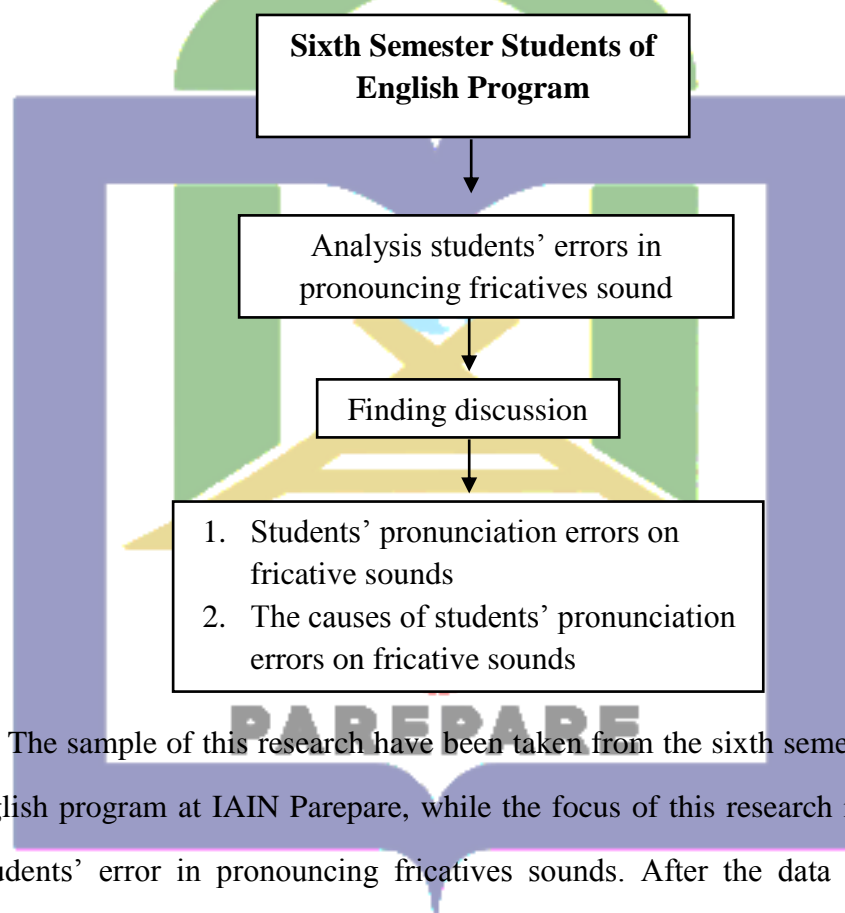 Sixth Semester Students of
English Program
Analysis students’ errors in
pronouncing fricatives sound
Finding discussion
1. Students’ pronunciation errors on
fricative sounds
2. The causes of students’ pronunciation
errors on fricative sounds
PAREPARE
The sample of this research have been taken from the sixth
program at IAIN Parepare, while the focus of this research
error in pronouncing fricatives sounds. After the data